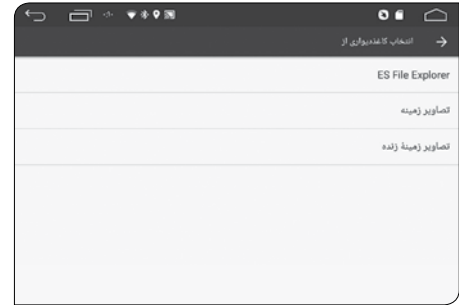 انتخاب کاغذدیواری از
ES File Explorer
تصاویر زمینه
تصاویر زمینهٔ زنده